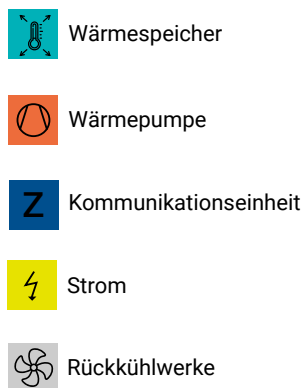 Wärmespeicher
Wärmepumpe
Z Kommunikationseinheit
Strom
Rückkühlwerke